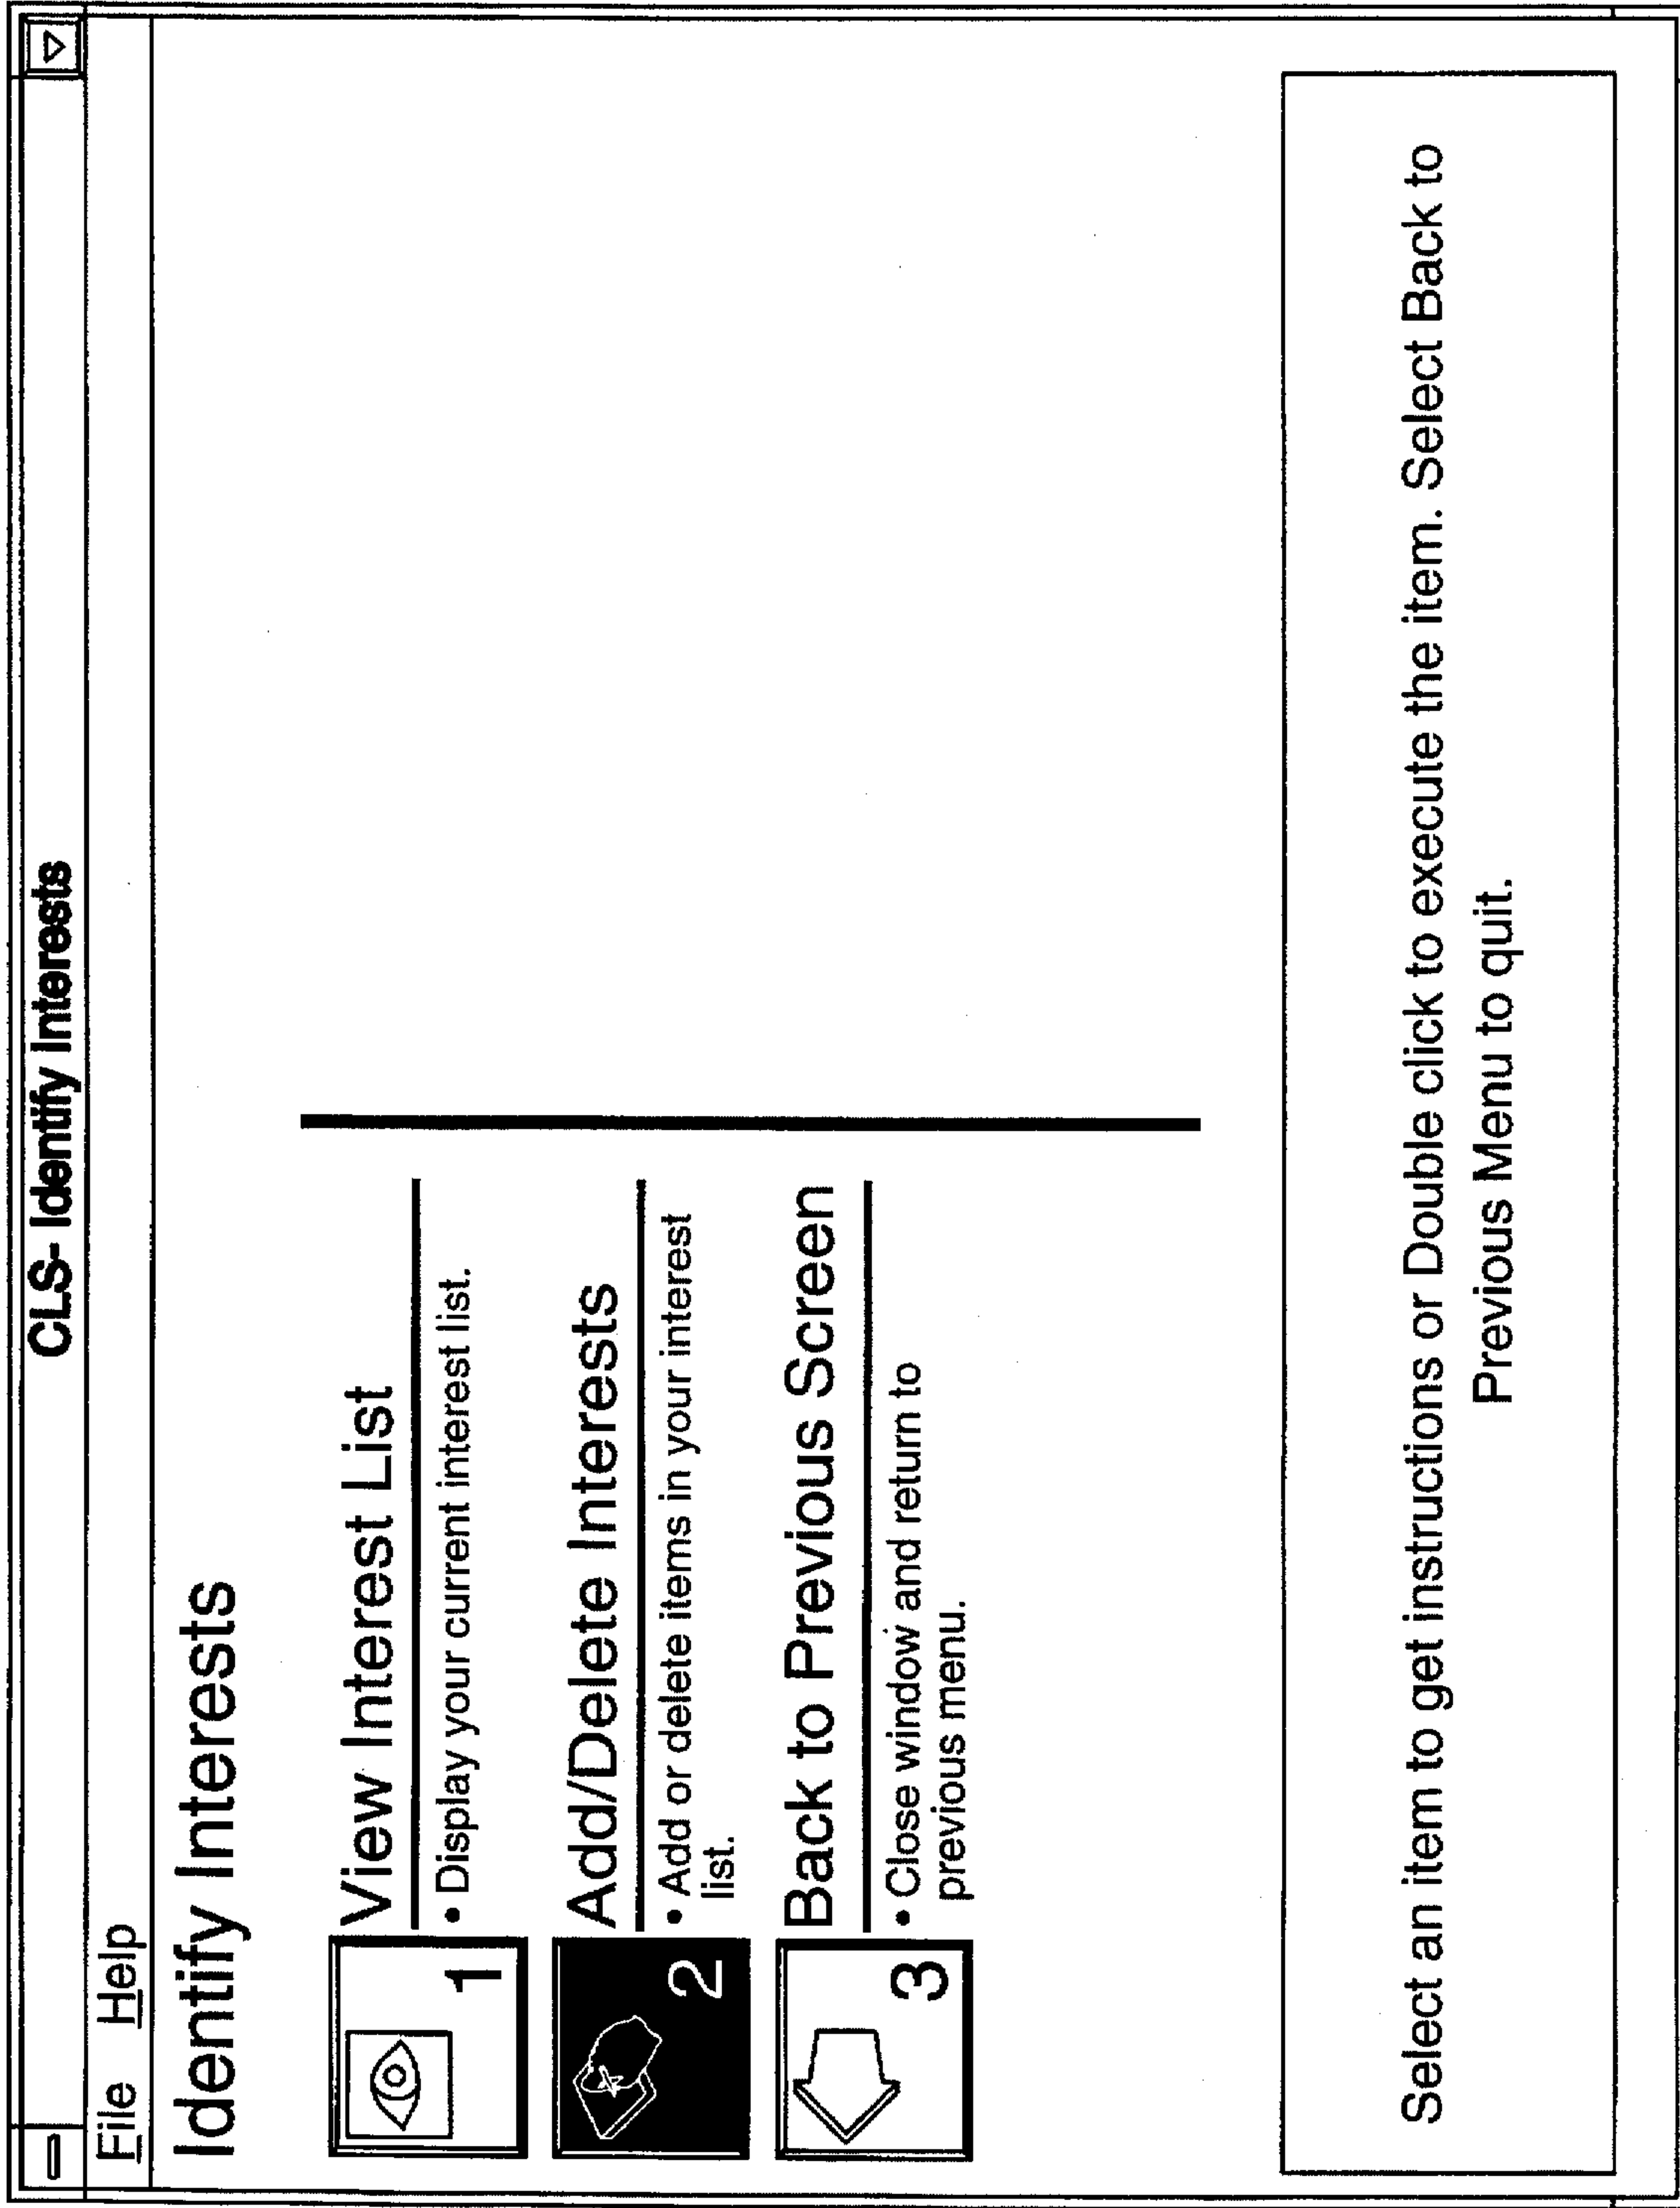 CLS- Identify Interests
File Help
Identify Interests
1
View Interest List
• Display your current interest list.
2
Add/Delete Interests
• Add or delete items in your interest
list.
3
Back to Previous Screen
• Close window and return to
previous menu.
Select an item to get instructions or Double click to execute the item. Select Back to
Previous Menu to quit.